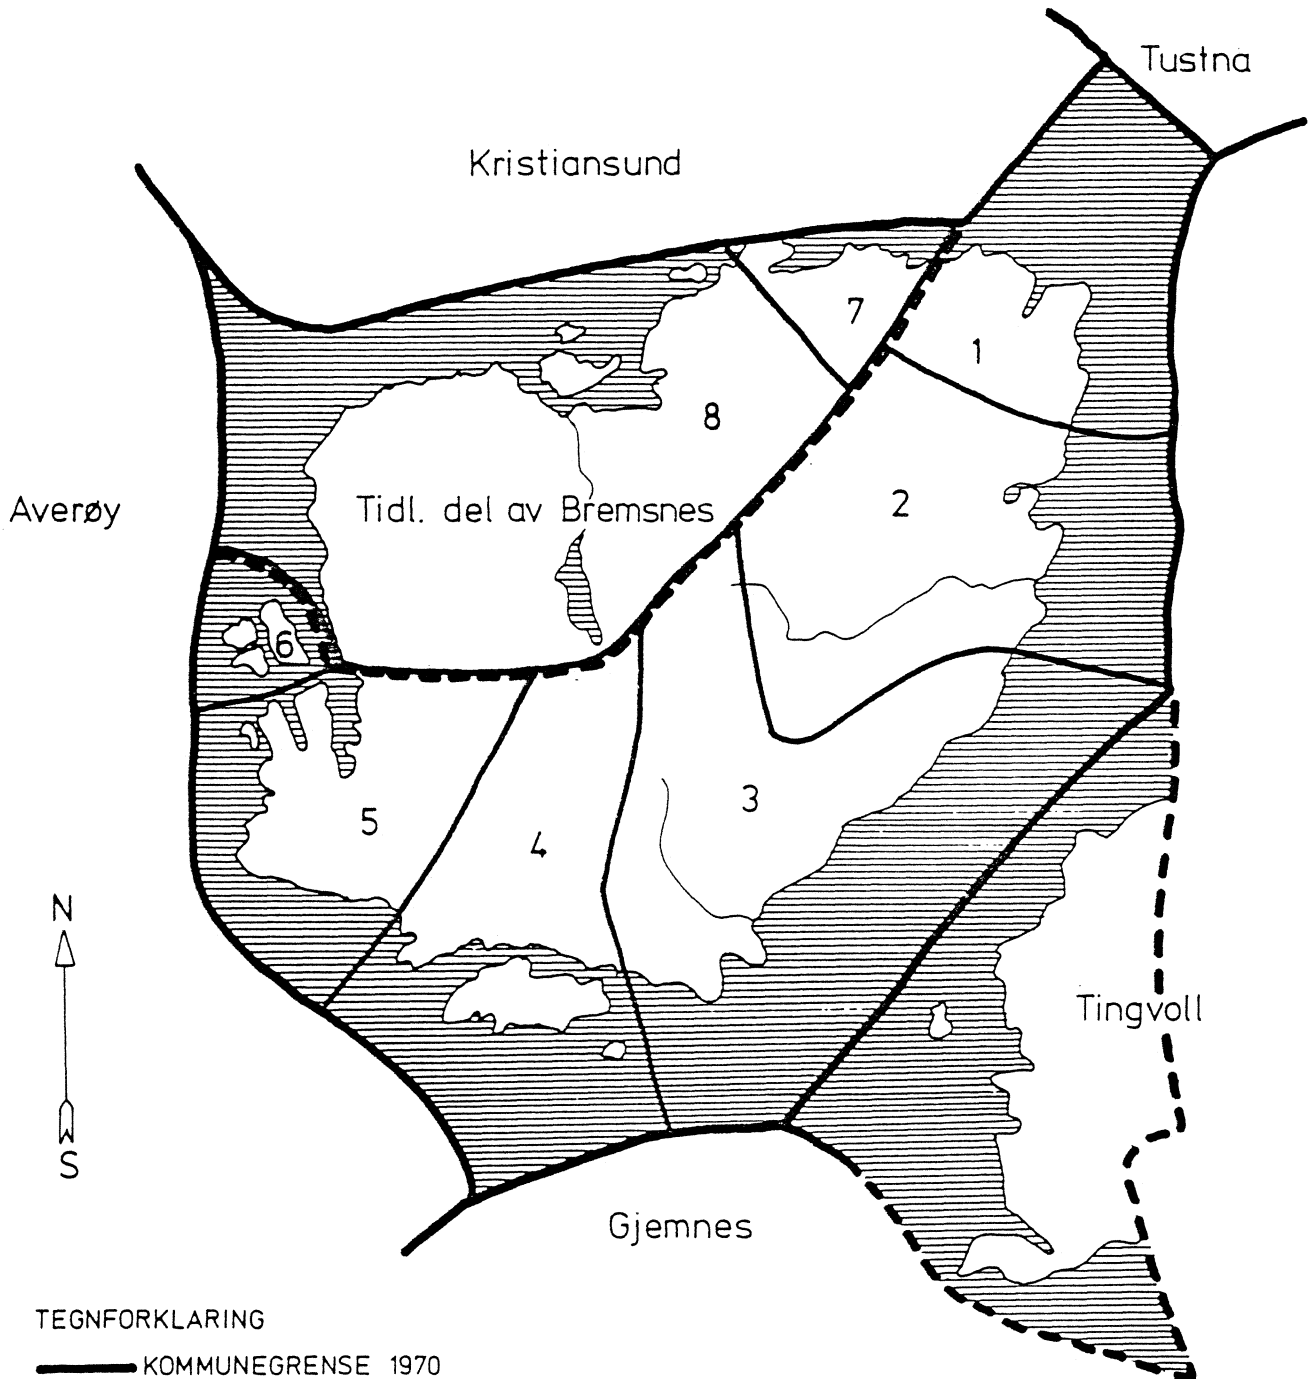 Tustna
Kristiansund
7
1
8
Averøy
Tidl. del av Bremsnes
2
6
5
4
3
N
S
Tingvoll
Gjemnes
TEGNFORKLARING
KOMMUNEGRENSE 1970